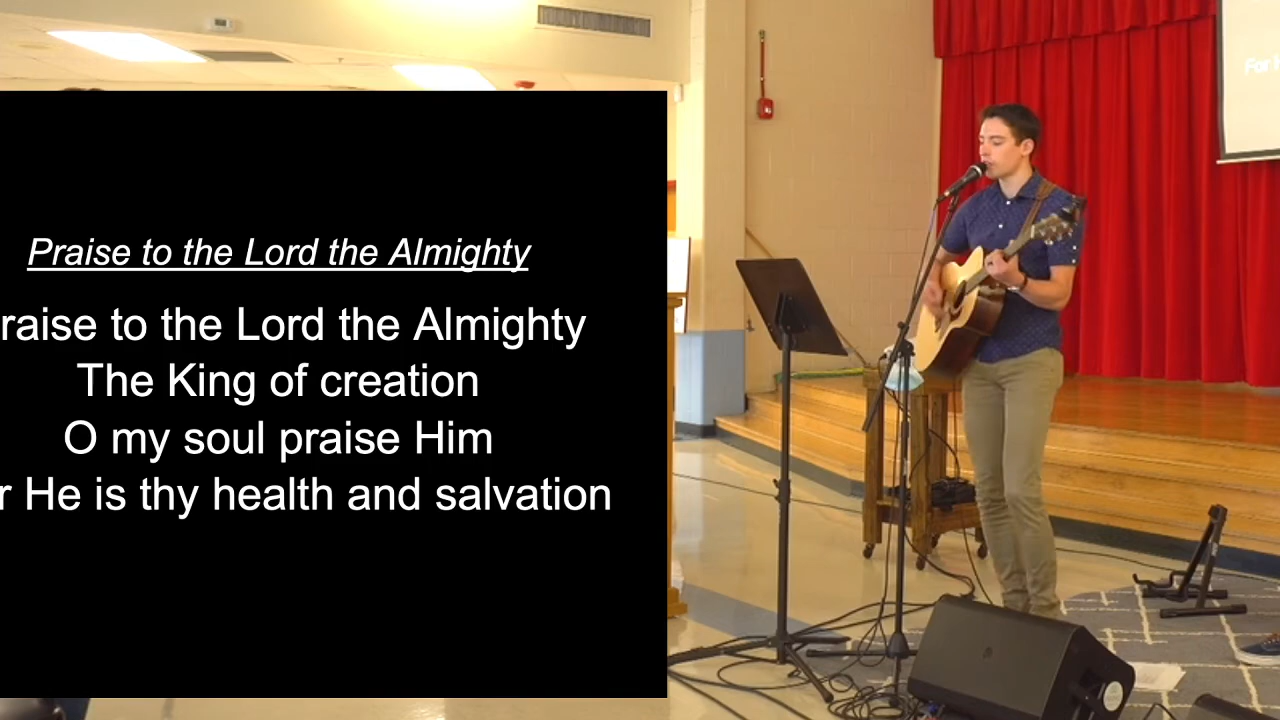 Praise to the Lord the Almighty
raise to the Lord the Almighty
The King of creation
O my soul praise Him
r He is thy health and salvation
For